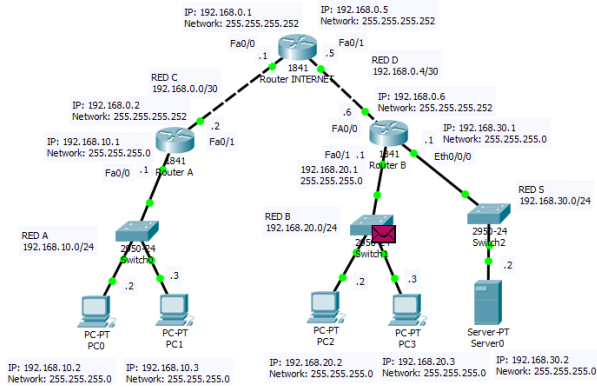 IP: 192.168.0.1
Network: 255.255.255.252
IP: 192.168.0.5
Network: 255.255.255.252
Fa0/0
.1
Fa0/1
.5
1841
Router INTERNET
RED C
192.168.0.0/30
RED D
192.168.0.4/30
IP: 192.168.0.2
Network: 255.255.255.252
.2
Fa0/1
IP: 192.168.0.6
Network: 255.255.255.252
.6
FA0/0
IP: 192.168.10.1
Network: 255.255.255.0
1841
Router A
.1
Fa0/0
1841
Router B
Fa0/1
.1
192.168.20.1
255.255.255.0
.1
Eth0/0/0
IP: 192.168.30.1
Network: 255.255.255.0
RED A
192.168.10.0/24
2950-24
Switch0
RED B
192.168.20.0/24
Switch1
RED S
192.168.30.0/24
2950-24
Switch2
.2
.3
.2
.3
.2
PC-PT
PC0
PC-PT
PC1
PC-PT
PC2
PC-PT
PC3
Server-PT
Server0
IP: 192.168.10.2
Network: 255.255.255.0
IP: 192.168.10.3
Network: 255.255.255.0
IP: 192.168.20.2
Network: 255.255.255.0
IP: 192.168.20.3
Network: 255.255.255.0
IP: 192.168.30.2
Network: 255.255.255.0